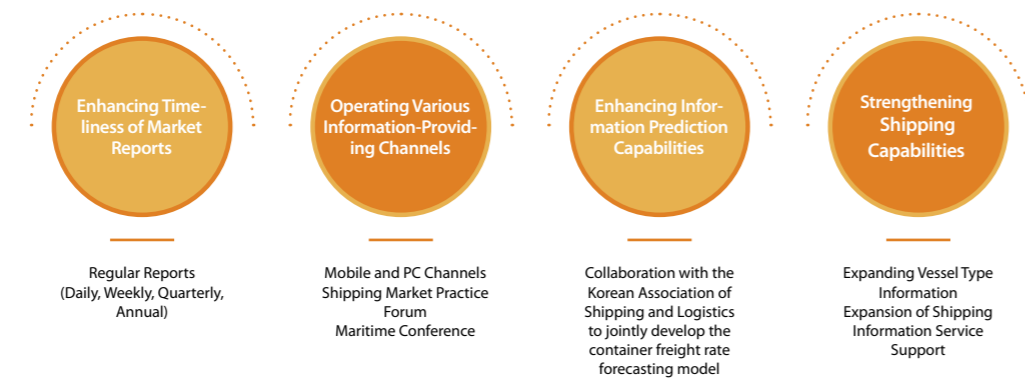 Enhancing Time-
liness of Market
Reports
Operating Various
Information-Provid-
ing Channels
Enhancing Infor-
mation Prediction
Capabilities
Strengthening
Shipping
Capabilities
Regular Reports
(Daily, Weekly, Quarterly,
Annual)
Mobile and PC Channels
Shipping Market Practice
Forum
Maritime Conference
Collaboration with the
Korean Association of
Shipping and Logistics
to jointly develop the
container freight rate
forecasting model
Expanding Vessel Type
Information
Expansion of Shipping
Information Service
Support